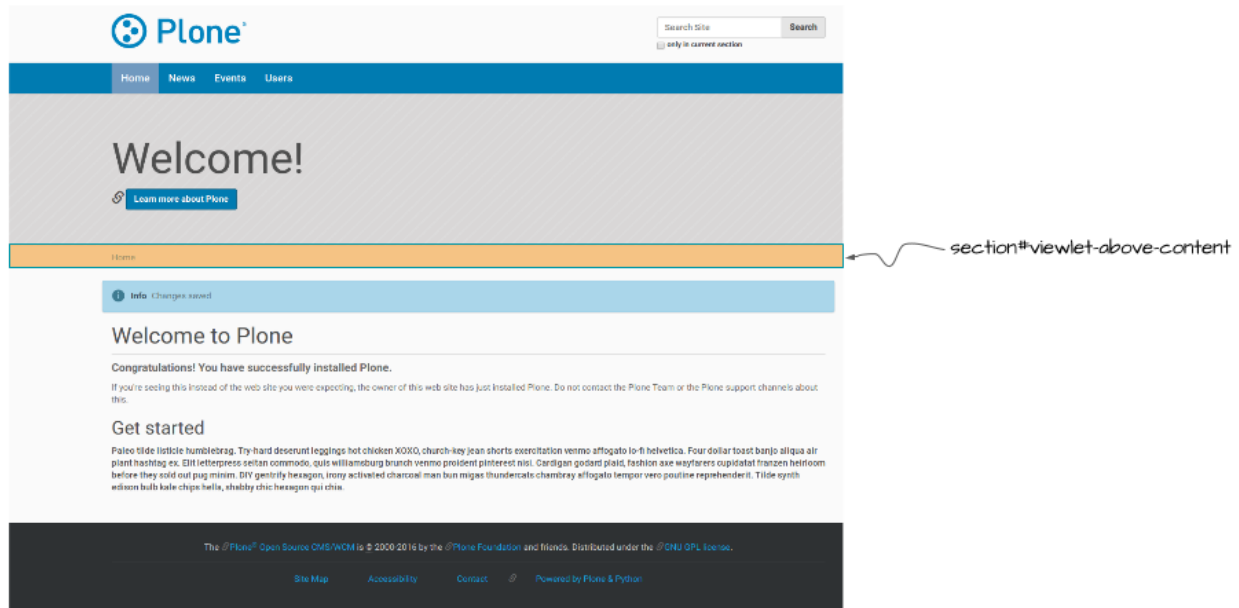 Plone®
Search Site
Search
only in current section
Home News Events Users
Welcome!
Learn more about Plone
Home
section#viewlet-above-content
Info Changes saved
Welcome to Plone
Congratulations! You have successfully installed Plone.
If you're seeing this instead of the web site you were expecting, the owner of this web site has just installed Plone. Do not contact the Plone Team or the Plone support channels about
this.
Get started
Paleo tilde listicle humblebrag. Try-hard deserunt leggings hot chicken XOXO, church-key jean shorts exercitation venmo affogato lo-fi helvetica. Four dollar toast banjo aliqua air
plant hashtag ex. Elit letterpress seitan commodo, quis williamsburg brunch venmo proident pinterest nisi. Cardigan godard plaid, fashion axe wayfarers cupidatat franzen heirloom
before they sold out pug minim. DIY gentrify hexagon, irony activated charcoal man bun migas thundercats chambray affogato tempor vero poutine reprehenderit. Tilde synth
edison bulb kale chips hella, shabby chic hexagon qui chia.
The Plone® Open Source CMS/WCM is © 2000-2016 by the Plone Foundation and friends. Distributed under the GNU GPL license.
Site Map Accessibility Contact Powered by Plone & Python